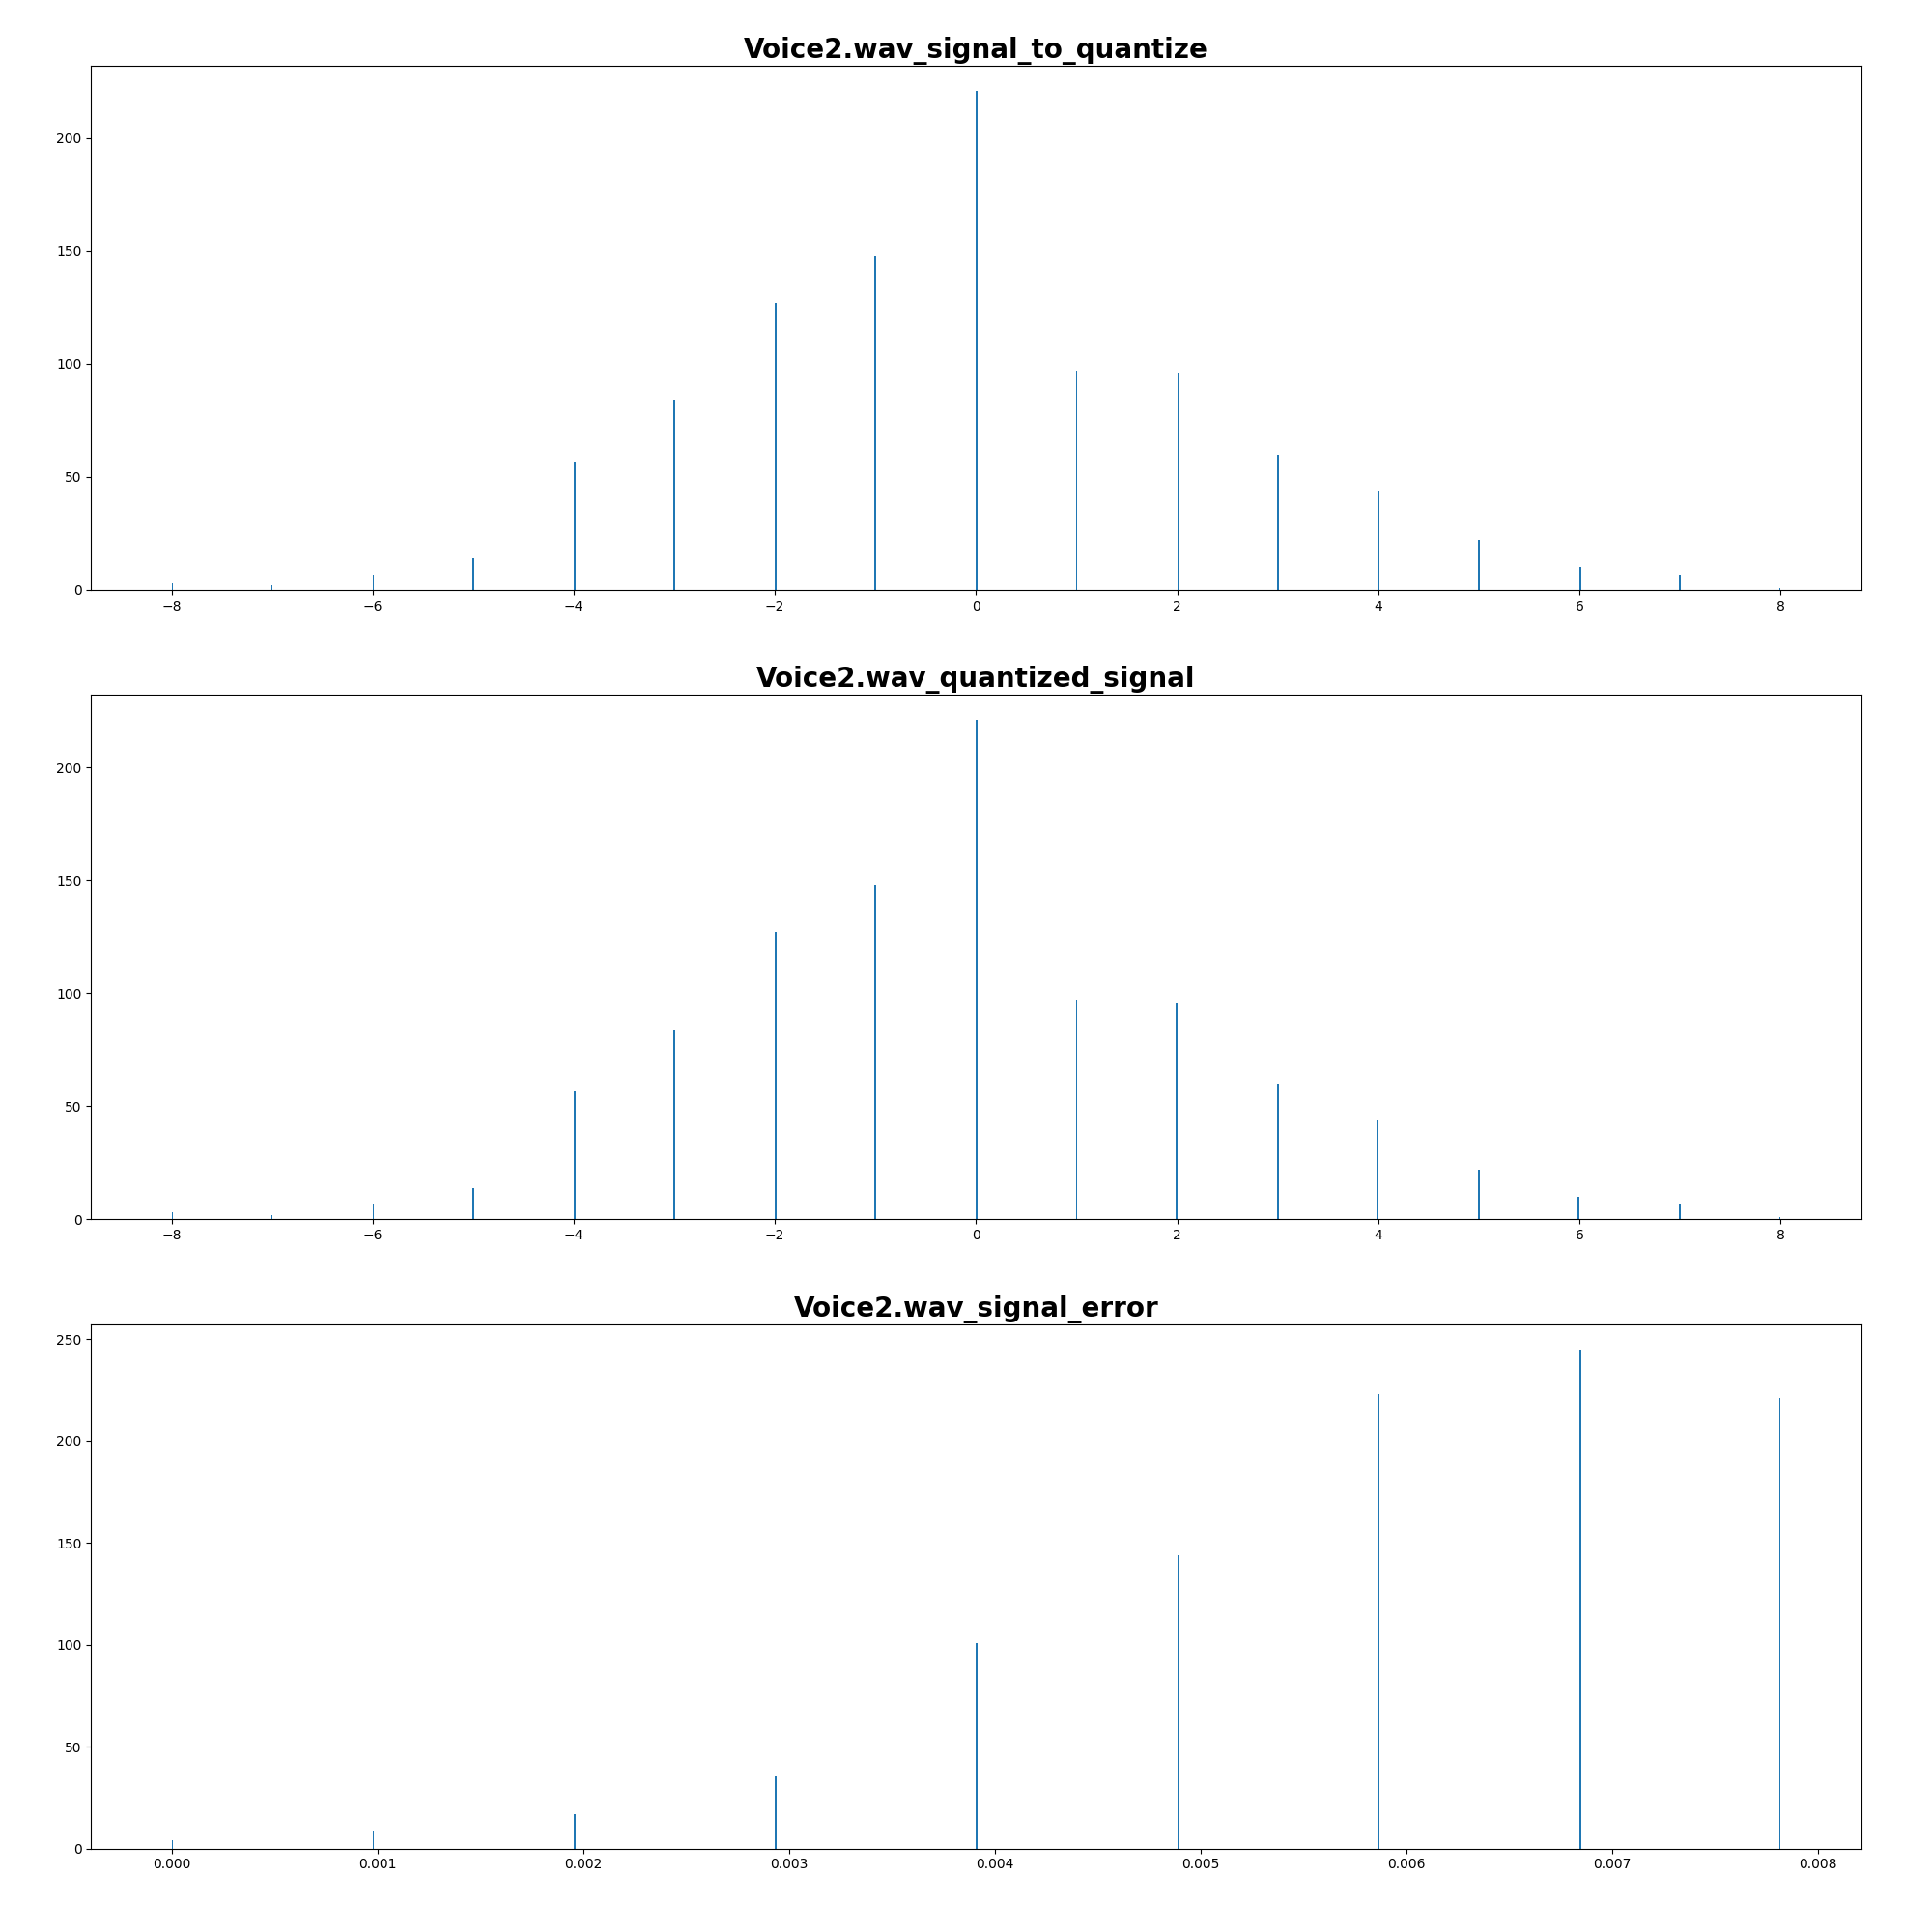 Voice2.wav_signal_to_quantize
200
150
100
50
0
−8 −6 −4 −2 0 2 4 6 8
Voice2.wav_quantized_signal
200
150
100
50
0
−8 −6 −4 −2 0 2 4 6 8
Voice2.wav_signal_error
250
200
150
100
50
0
0.000 0.001 0.002 0.003 0.004 0.005 0.006 0.007 0.008